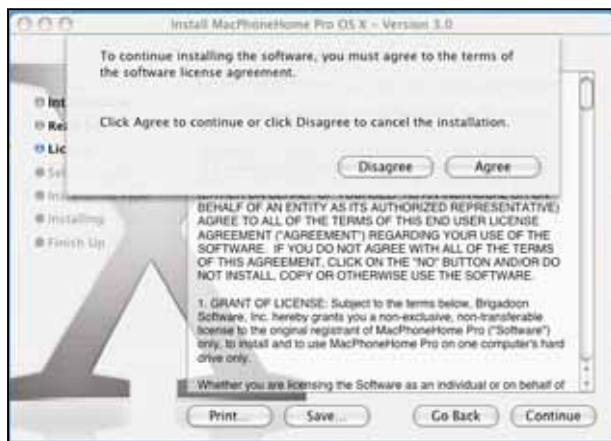 Install MacPhoneHome Pro OS X - Version 3.0
To continue installing the software, you must agree to the terms of
the software license agreement.
Click Agree to continue or click Disagree to cancel the installation.
Disagree
Agree
Int
Rea
Lic
Sel
Installing
Finish Up
BEHALF OF AN ENTITY AS ITS AUTHORIZED REPRESENTATIVE)
AGREE TO ALL OF THE TERMS OF THIS END USER LICENSE
AGREEMENT ("AGREEMENT") REGARDING YOUR USE OF THE
SOFTWARE. IF YOU DO NOT AGREE WITH ALL OF THE TERMS
OF THIS AGREEMENT, CLICK ON THE "NO" BUTTON AND/OR DO
NOT INSTALL, COPY OR OTHERWISE USE THE SOFTWARE.
1. GRANT OF LICENSE: Subject to the terms below, Brigadoon
Software, Inc. hereby grants you a non-exclusive, non-transferable
license to the original registrant of MacPhoneHome Pro ("Software")
only, to install and to use MacPhoneHome Pro on one computer's hard
drive only.
Whether you are licensing the Software as an individual or on behalf of
Print...
Save...
Go Back
Continue